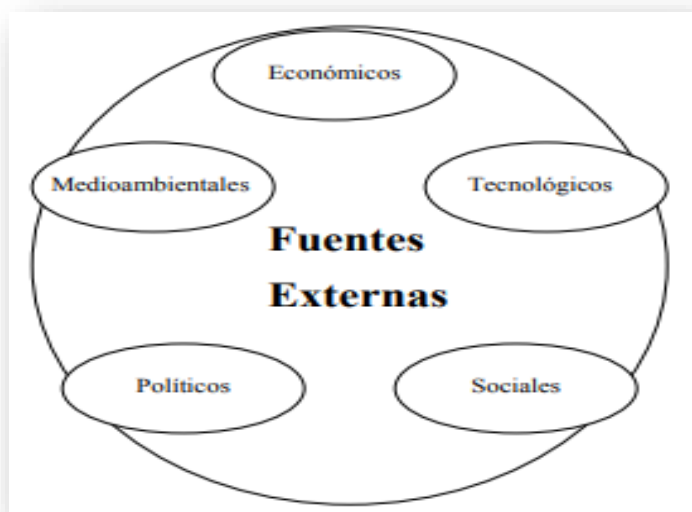 Económicos
Medioambientales
Tecnológicos
Fuentes
Externas
Políticos
Sociales